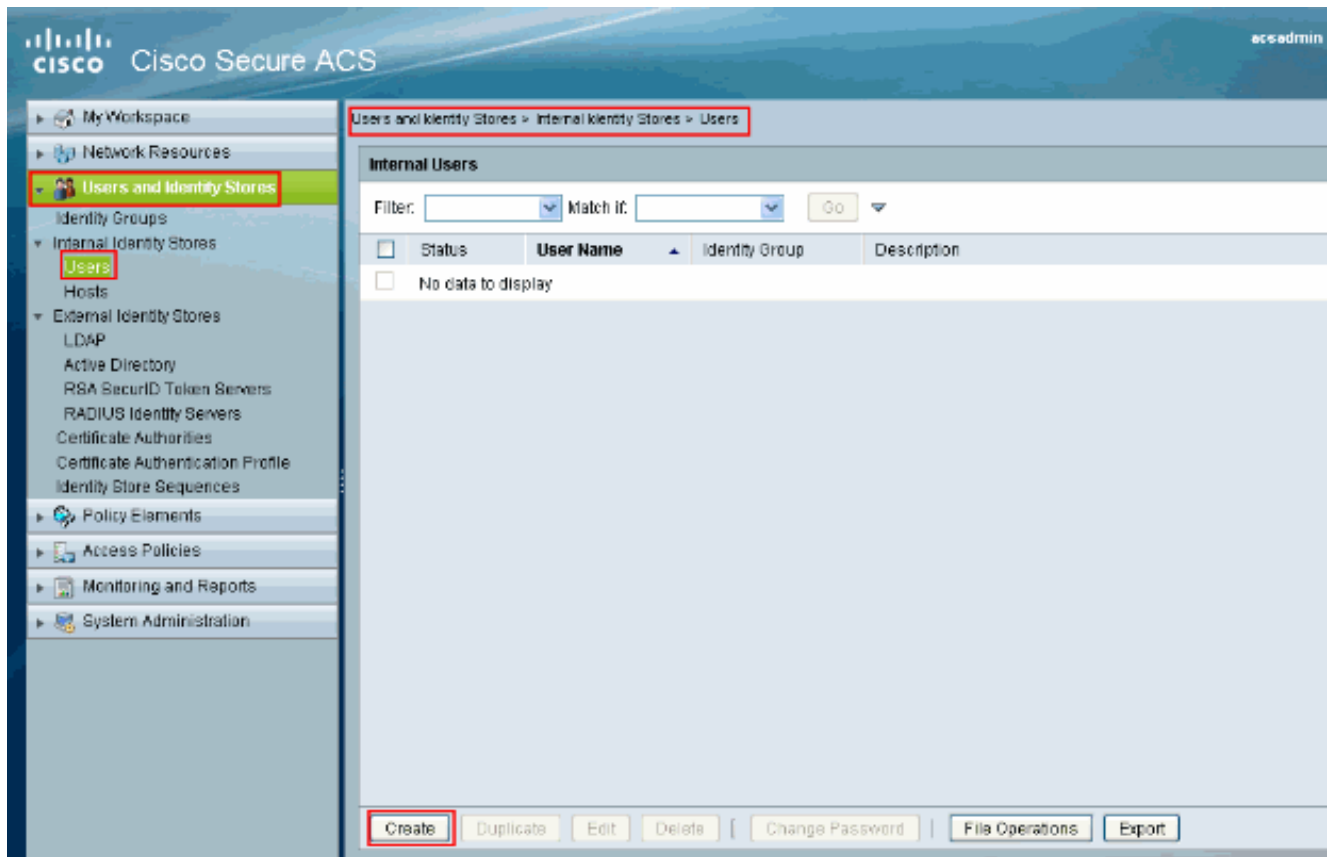 CISCO Cisco Secure ACS
acsadmin
My Workspace
Network Resources
Users and Identity Stores
Identity Groups
Internal Identity Stores
Users
Hosts
External Identity Stores
LDAP
Active Directory
RSA SecurID Token Servers
RADIUS Identity Servers
Certificate Authorities
Certificate Authentication Profile
Identity Store Sequences
Policy Elements
Access Policies
Monitoring and Reports
System Administration
Users and Identity Stores > Internal Identity Stores > Users
Internal Users
Filter: Match if: Go
Status User Name Identity Group Description
No data to display
Create Duplicate Edit Delete | Change Password | File Operations Export